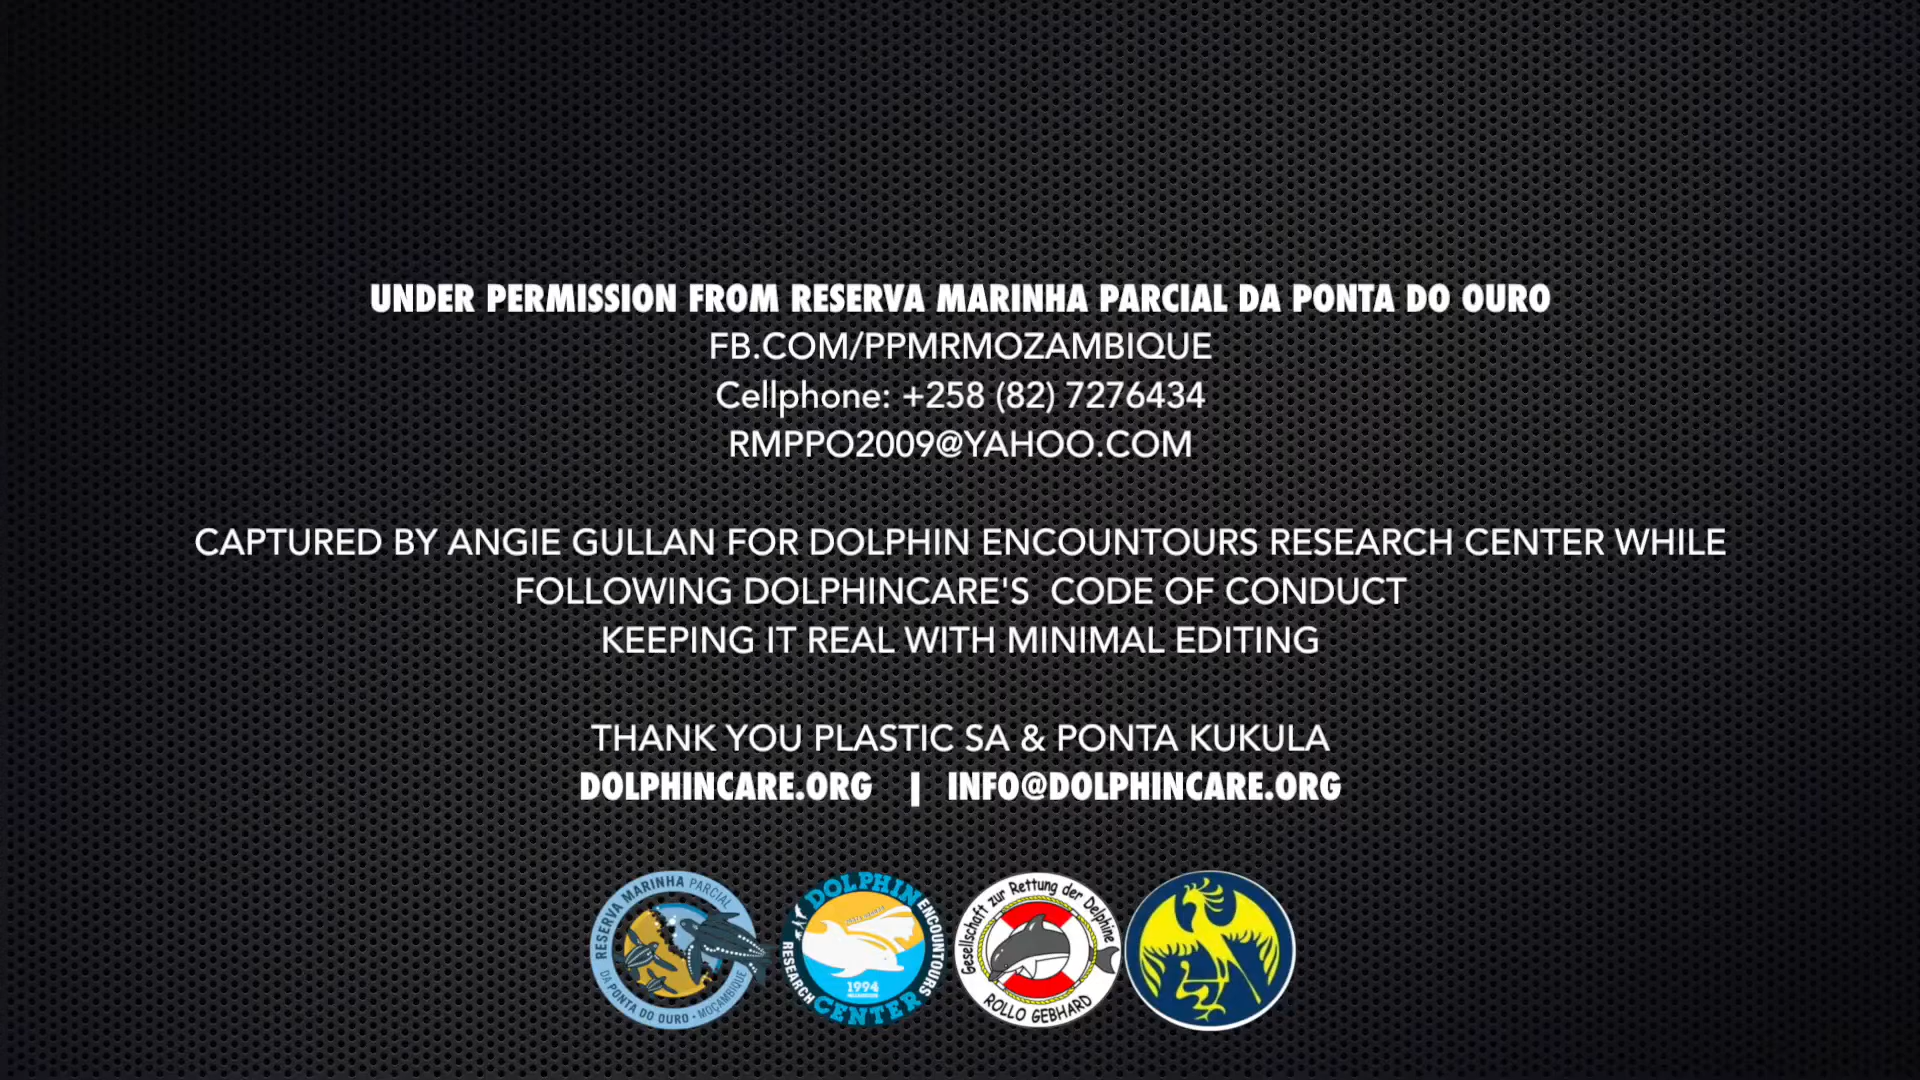 UNDER PERMISSION FROM RESERVA MARINHA PARCIAL DA PONTA DO OURO
FB.COM/PPMRMOZAMBIQUE
Cellphone: +258 (82) 7276434
RMPPO2009@YAHOO.COM
CAPTURED BY ANGIE GULLAN FOR DOLPHIN ENCOUNTOURS RESEARCH CENTER WHILE
FOLLOWING DOLPHINCARE'S CODE OF CONDUCT
KEEPING IT REAL WITH MINIMAL EDITING
THANK YOU PLASTIC SA & PONTA KUKULA
DOLPHINCARE.ORG | INFO@DOLPHINCARE.ORG
RESERVA MARINHA PARCIAL
DA PONTA DO OURO • MOÇAMBIQUE
DOLPHIN
ENCOUNTOURS
RESEARCH
CENTER
1994
Gesellschaft zur Rettung der Delphine
ROLLO GEBHARD